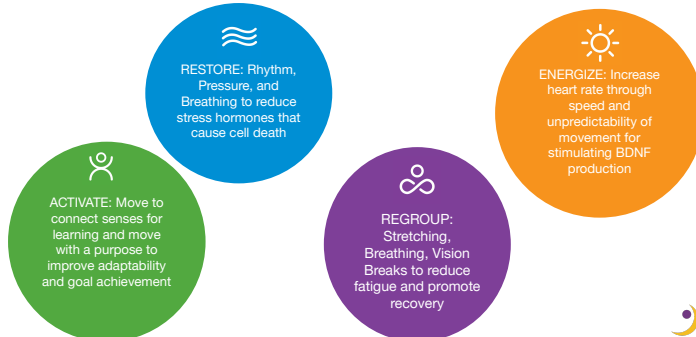 RESTORE: Rhythm,
Pressure, and
Breathing to reduce
stress hormones that
cause cell death
ENERGIZE: Increase
heart rate through
speed and
unpredictability of
movement for
stimulating BDNF
production
ACTIVATE: Move to
connect senses for
learning and move
with a purpose to
improve adaptability
and goal achievement
REGROUP:
Stretching,
Breathing, Vision
Breaks to reduce
fatigue and promote
recovery